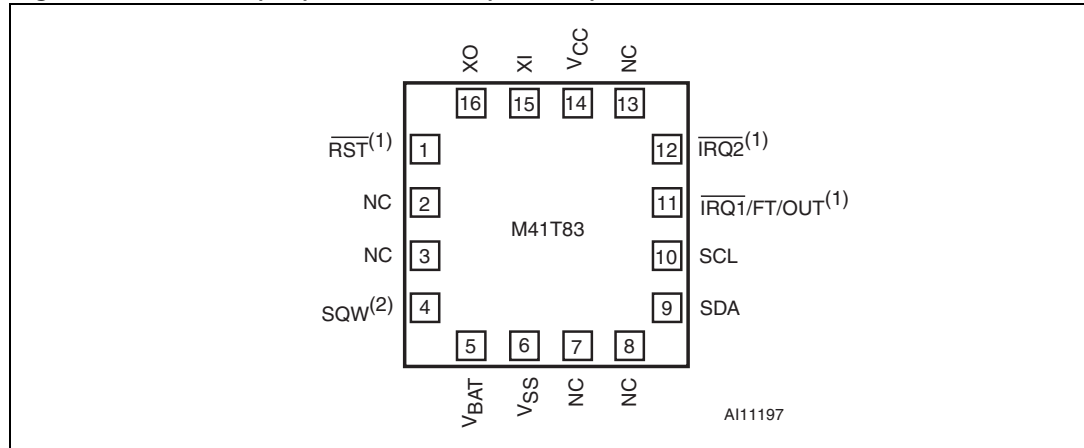 XO XI VCC NC
16 15 14 13
RST(1) 1 12 IRQ2(1)
NC 2 11 IRQ1/FT/OUT(1)
M41T83
NC 3 10 SCL
SQW(2) 4 9 SDA
5 6 7 8
VBAT VSS NC NC
AI11197